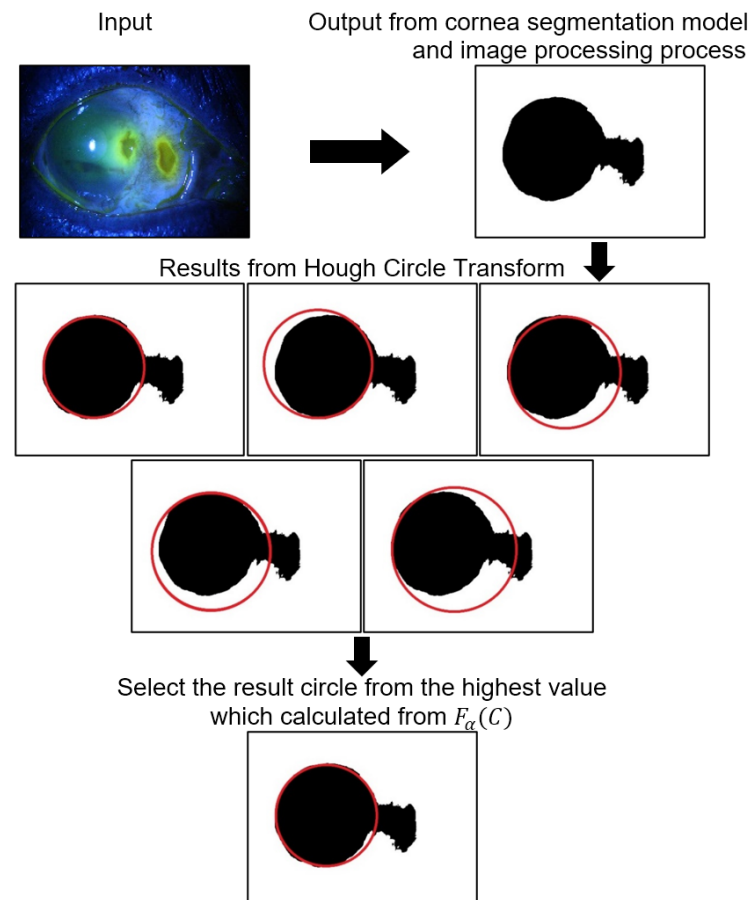 Input
Output from cornea segmentation model
and image processing process
Results from Hough Circle Transform
Select the result circle from the highest value
which calculated from F_α(C)